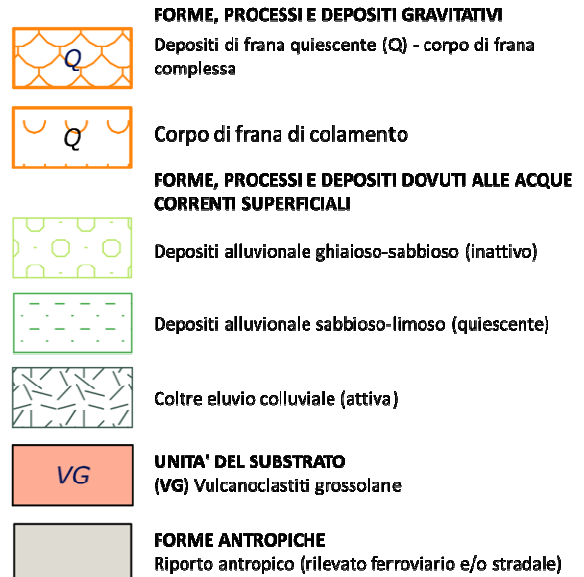 FORME, PROCESSI E DEPOSITI GRAVITATIVI
Q
Depositi di frana quiescente (Q) - corpo di frana
complessa
Q
Corpo di frana di colamento
FORME, PROCESSI E DEPOSITI DOVUTI ALLE ACQUE
CORRENTI SUPERFICIALI
Depositi alluvionale ghiaioso-sabbioso (inattivo)
Depositi alluvionale sabbioso-limoso (quiescente)
Coltre eluvio colluviale (attiva)
VG
UNITA' DEL SUBSTRATO
(VG) Vulcanoclastiti grossolane
FORME ANTROPICHE
Riporto antropico (rilevato ferroviario e/o stradale)